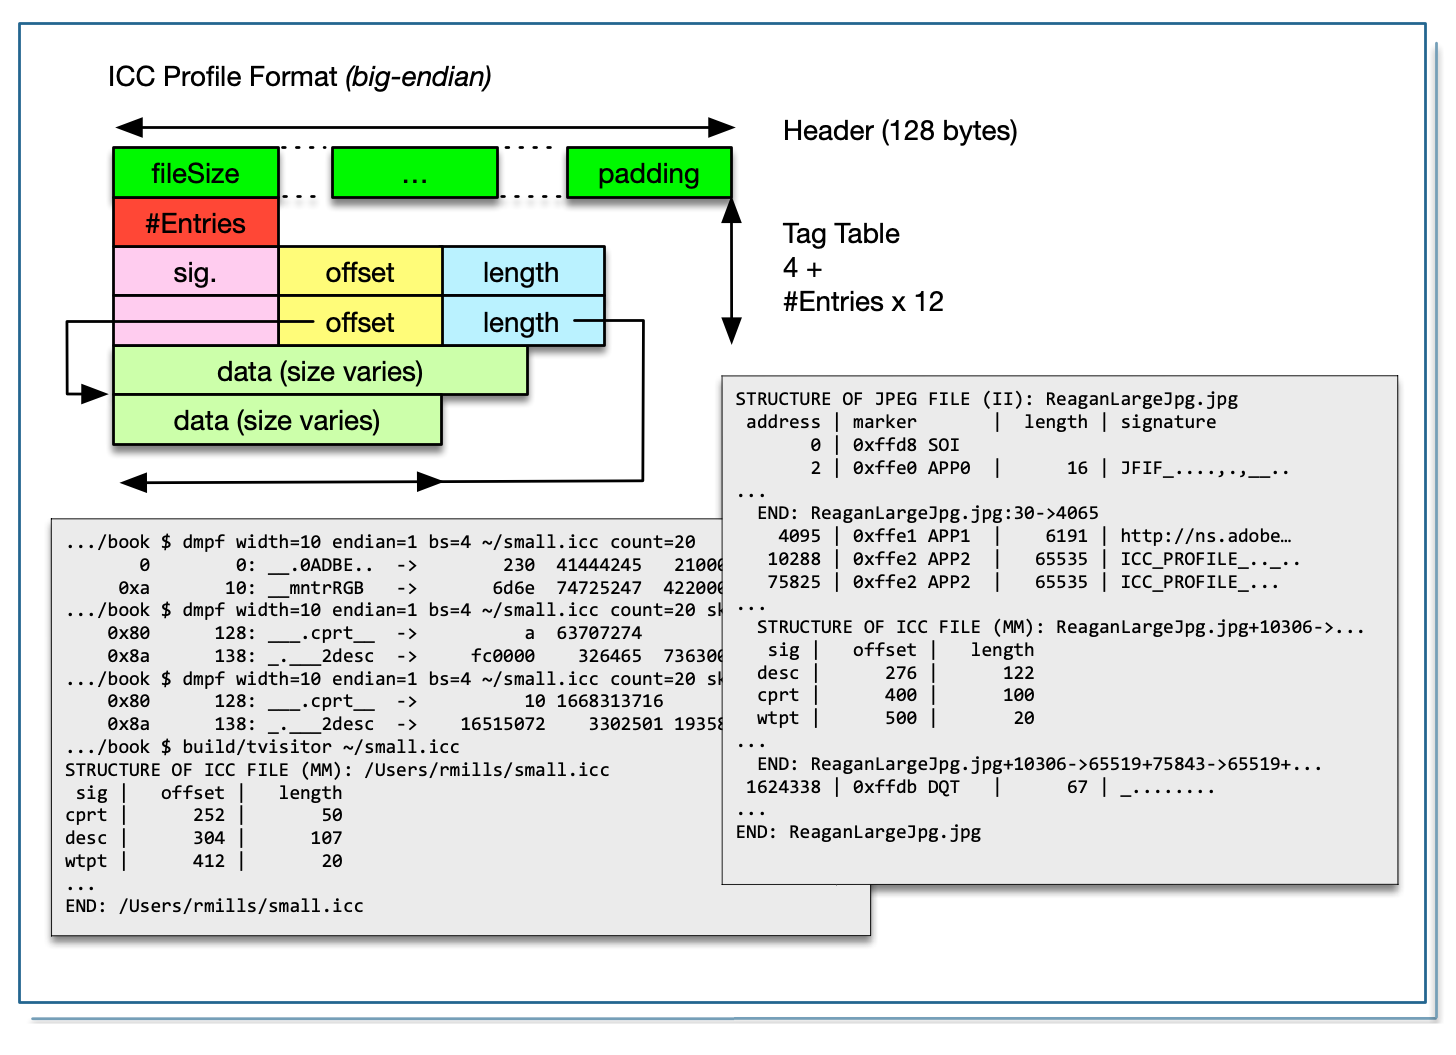 ICC Profile Format (big-endian)
Header (128 bytes)
fileSize ... padding
#Entries
sig. offset length
offset length
data (size varies)
data (size varies)
Tag Table
4 +
#Entries x 12
.../book $ dmpf width=10 endian=1 bs=4 ~/small.icc count=20
0 0: __.0ADBE.. -> 230 41444245 21000
0xa 10: __mntrRGB -> 6d6e 74725247 422000
.../book $ dmpf width=10 endian=1 bs=4 ~/small.icc count=20 sk
0x80 128: ___.cprt__ -> a 63707274
0x8a 138: _.___2desc -> fc0000 326465 736300
.../book $ dmpf width=10 endian=1 bs=4 ~/small.icc count=20 sk
0x80 128: ___.cprt__ -> 10 1668313716
0x8a 138: _.___2desc -> 16515072 3302501 19358
.../book $ build/tvisitor ~/small.icc
STRUCTURE OF ICC FILE (MM): /Users/rmills/small.icc
sig | offset | length
cprt | 252 | 50
desc | 304 | 107
wtpt | 412 | 20
...
END: /Users/rmills/small.icc
STRUCTURE OF JPEG FILE (II): ReaganLargeJpg.jpg
address | marker | length | signature
0 | 0xffd8 SOI
2 | 0xffe0 APP0 | 16 | JFIF_....,.,__..
...
END: ReaganLargeJpg.jpg:30->4065
4095 | 0xffe1 APP1 | 6191 | http://ns.adobe…
10288 | 0xffe2 APP2 | 65535 | ICC_PROFILE_.._..
75825 | 0xffe2 APP2 | 65535 | ICC_PROFILE_...
...
STRUCTURE OF ICC FILE (MM): ReaganLargeJpg.jpg+10306->...
sig | offset | length
desc | 276 | 122
cprt | 400 | 100
wtpt | 500 | 20
...
END: ReaganLargeJpg.jpg+10306->65519+75843->65519+...
1624338 | 0xffdb DQT | 67 | _........
...
END: ReaganLargeJpg.jpg